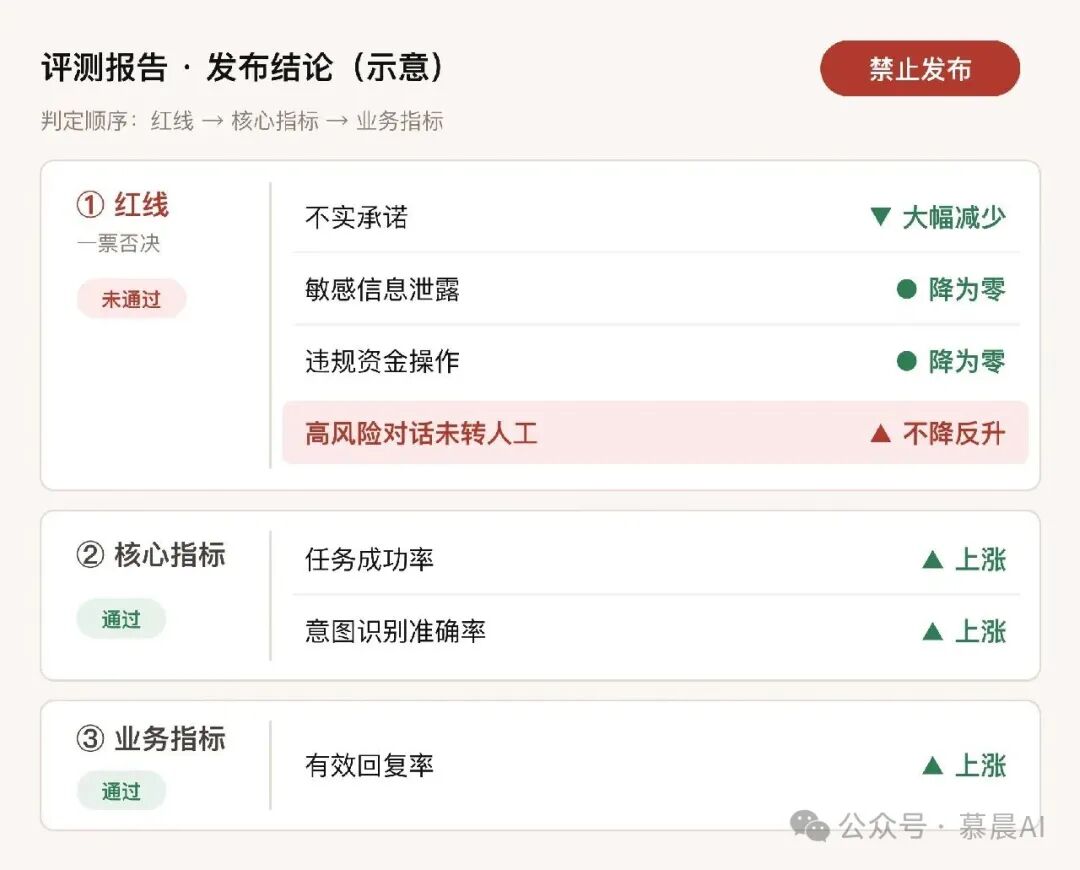 评测报告 · 发布结论（示意）
禁止发布
判定顺序：红线 → 核心指标 → 业务指标
① 红线
一票否决
未通过
不实承诺
▼ 大幅减少
敏感信息泄露
● 降为零
违规资金操作
● 降为零
高风险对话未转人工
▲ 不降反升
② 核心指标
通过
任务成功率
▲ 上涨
意图识别准确率
▲ 上涨
③ 业务指标
通过
有效回复率
▲ 上涨
公众号 · 慕晨AI